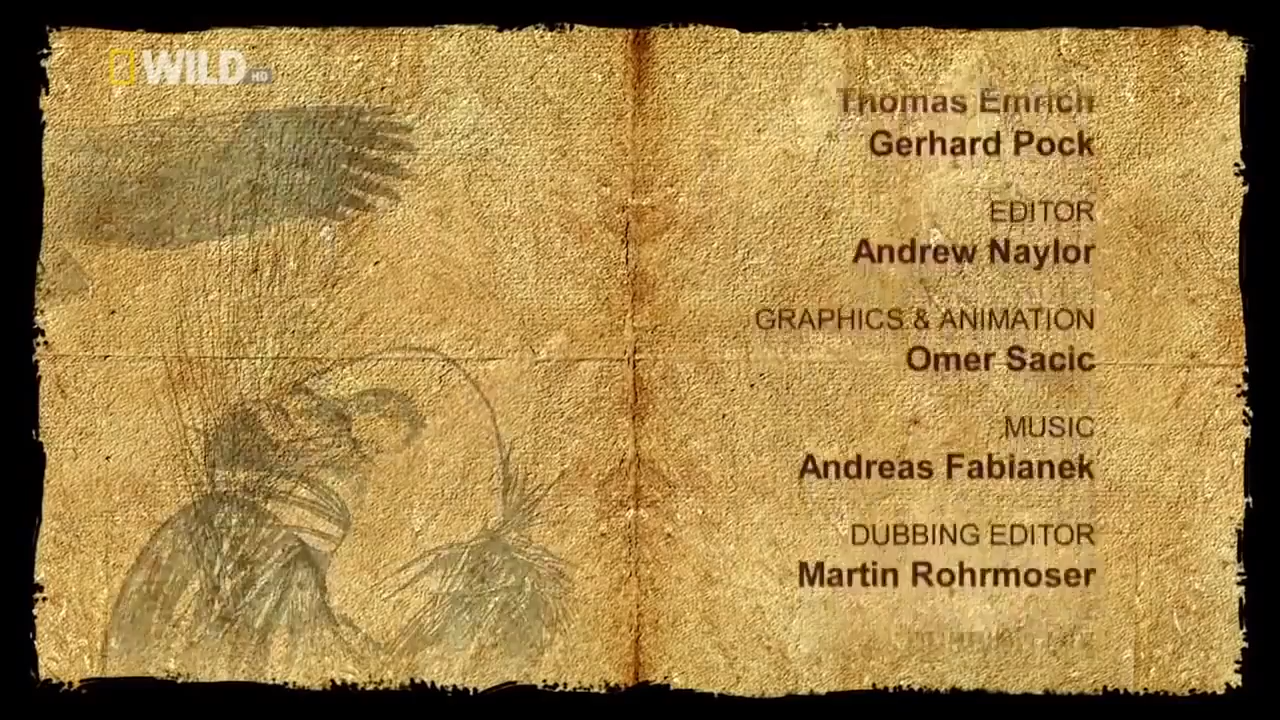 WILD HD
Thomas Emrich
Gerhard Pock
EDITOR
Andrew Naylor
GRAPHICS & ANIMATION
Omer Sacic
MUSIC
Andreas Fabianek
DUBBING EDITOR
Martin Rohrmoser